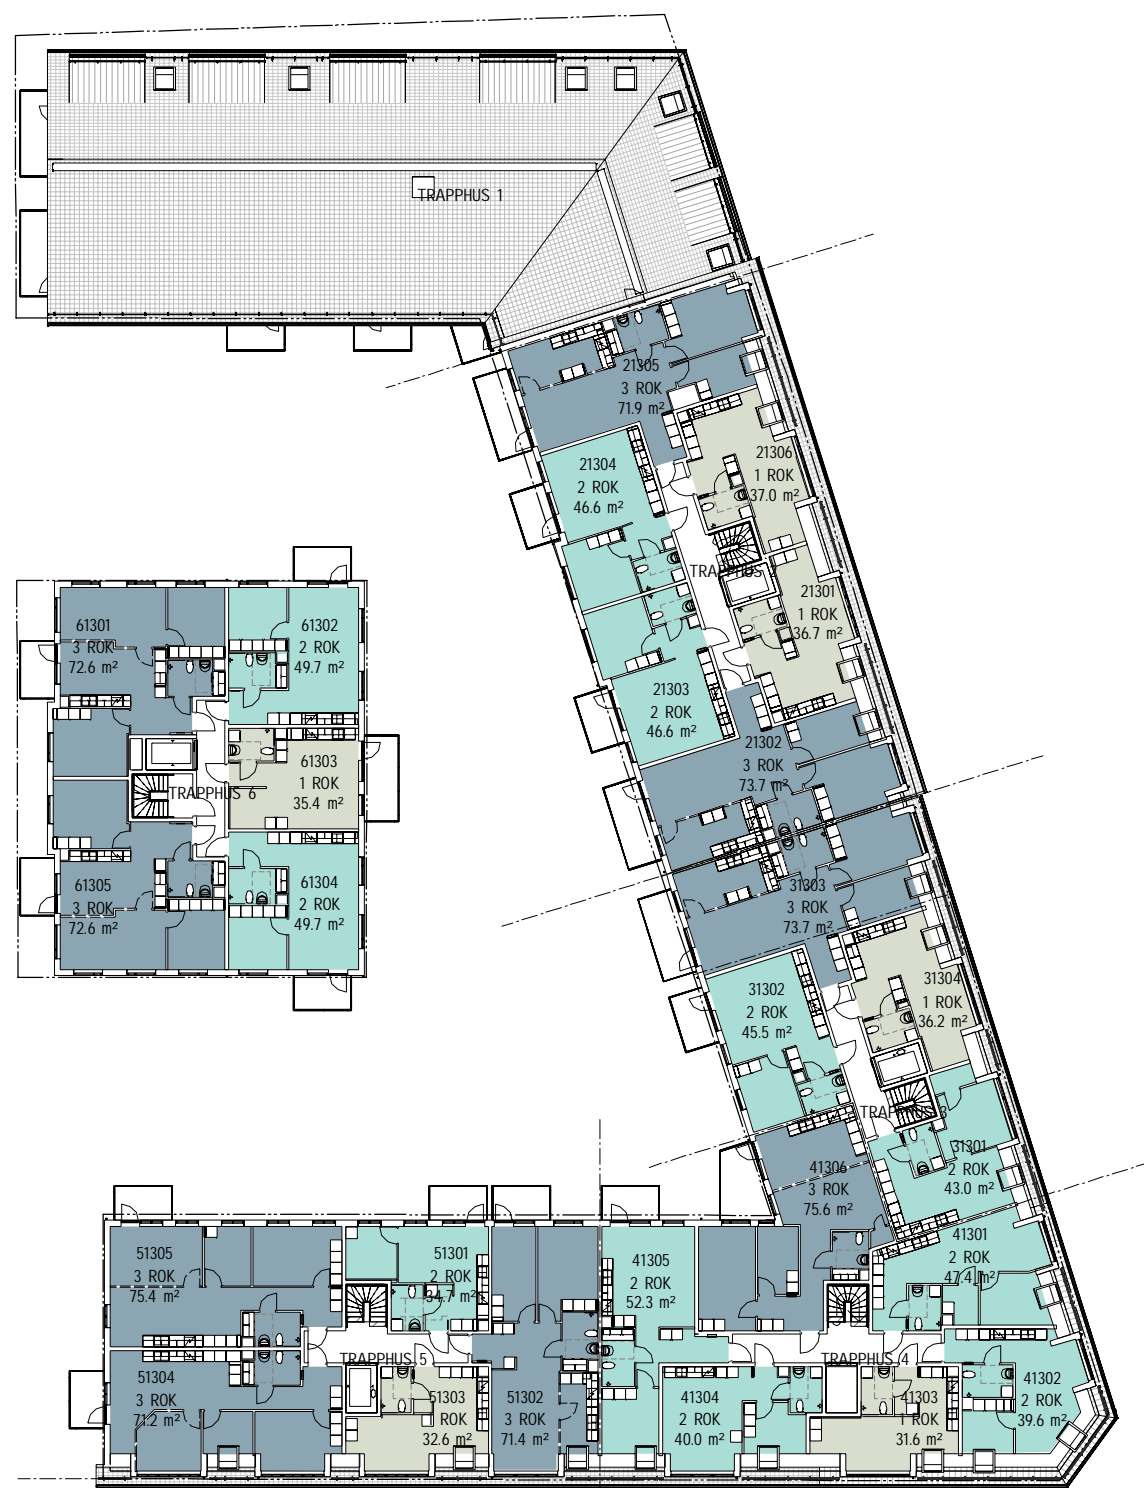 TRAPPHUS 1
21305
3 ROK
71.9 m²
21306
1 ROK
37.0 m²
21304
2 ROK
46.6 m²
TRAPPHUS 2
21301
1 ROK
36.7 m²
21303
2 ROK
46.6 m²
21302
3 ROK
73.7 m²
61301
3 ROK
72.6 m²
61302
2 ROK
49.7 m²
61303
1 ROK
35.4 m²
TRAPPHUS 6
61305
3 ROK
72.6 m²
61304
2 ROK
49.7 m²
31303
3 ROK
73.7 m²
31304
1 ROK
36.2 m²
31302
2 ROK
45.5 m²
TRAPPHUS 3
31301
2 ROK
43.0 m²
41306
3 ROK
75.6 m²
41301
2 ROK
47.4 m²
51305
3 ROK
75.4 m²
51301
2 ROK
34.7 m²
41305
2 ROK
52.3 m²
TRAPPHUS 5
TRAPPHUS 4
51304
3 ROK
71.2 m²
51303
1 ROK
32.6 m²
51302
3 ROK
71.4 m²
41304
2 ROK
40.0 m²
41303
1 ROK
31.6 m²
41302
2 ROK
39.6 m²